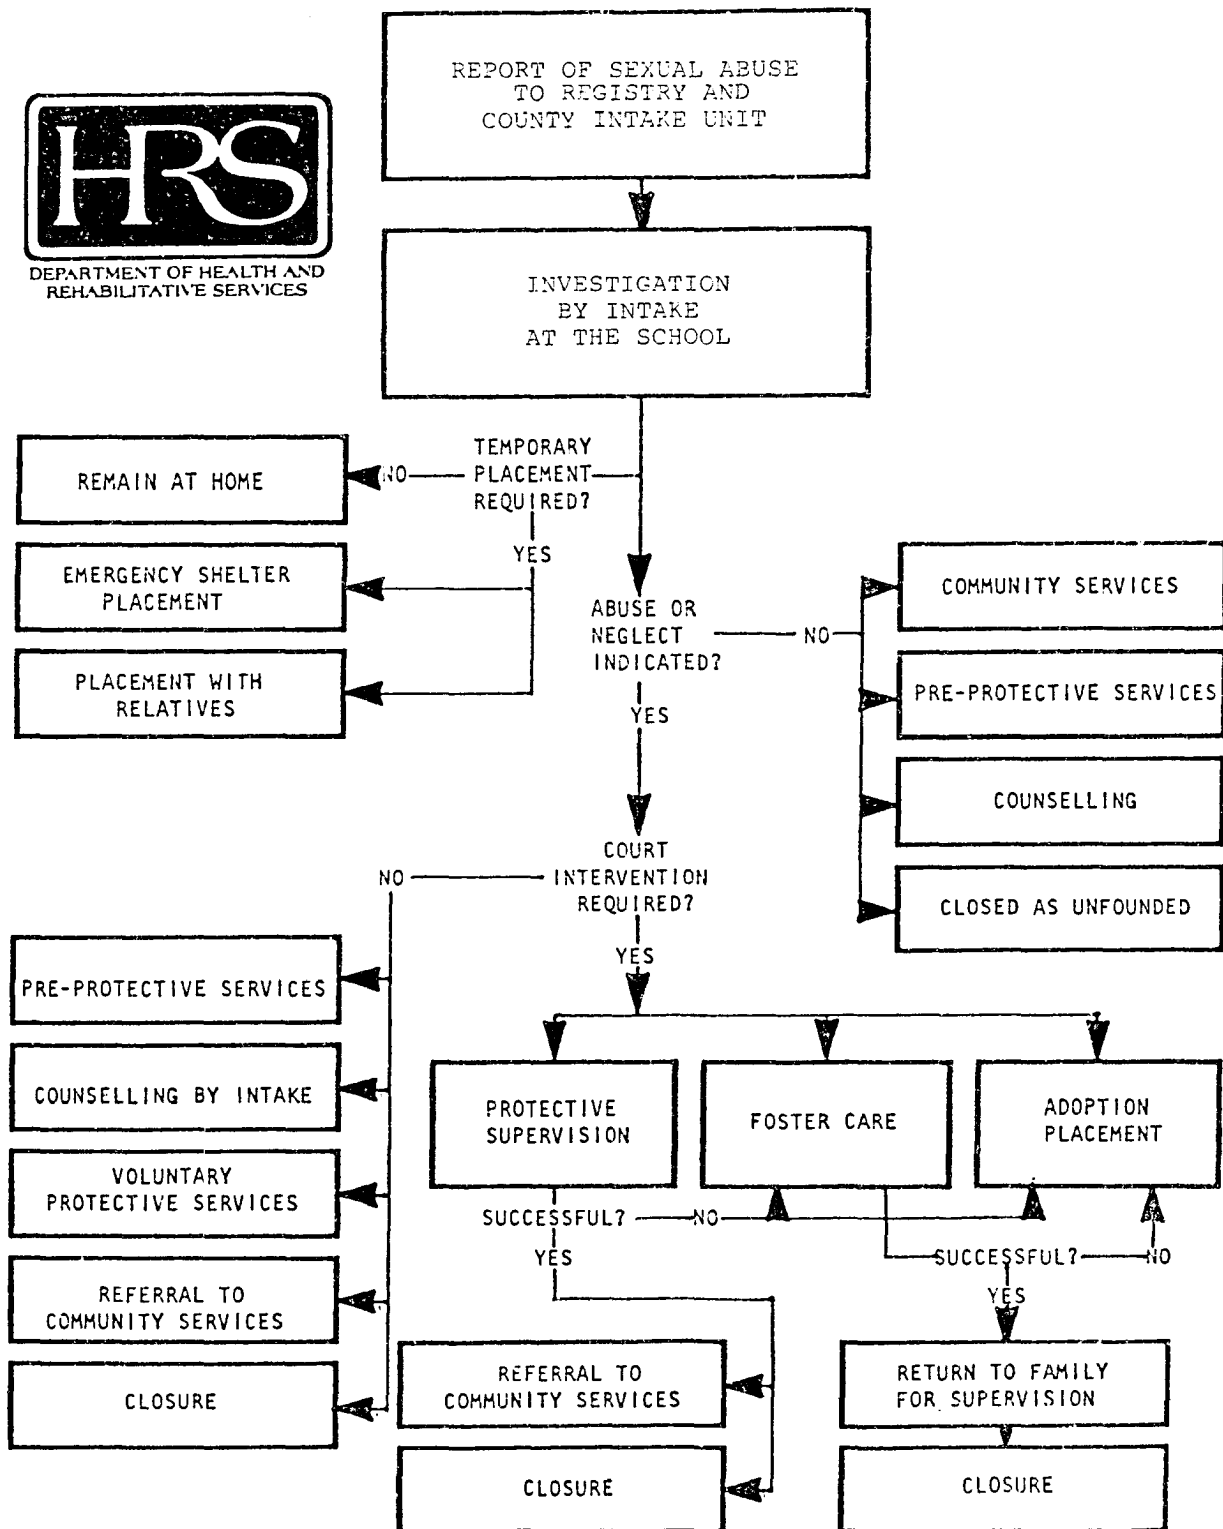 REPORT OF SEXUAL ABUSE
TO REGISTRY AND
COUNTY INTAKE UNIT
HRS
DEPARTMENT OF HEALTH AND
REHABILITATIVE SERVICES
INVESTIGATION
BY INTAKE
AT THE SCHOOL
TEMPORARY
PLACEMENT
REQUIRED?
NO
REMAIN AT HOME
YES
EMERGENCY SHELTER
PLACEMENT
PLACEMENT WITH
RELATIVES
ABUSE OR
NEGLECT
INDICATED?
NO
COMMUNITY SERVICES
PRE-PROTECTIVE SERVICES
COUNSELLING
CLOSED AS UNFOUNDED
YES
COURT
INTERVENTION
REQUIRED?
NO
PRE-PROTECTIVE SERVICES
COUNSELLING BY INTAKE
VOLUNTARY
PROTECTIVE SERVICES
REFERRAL TO
COMMUNITY SERVICES
CLOSURE
YES
PROTECTIVE
SUPERVISION
FOSTER CARE
ADOPTION
PLACEMENT
SUCCESSFUL?
NO
YES
SUCCESSFUL?
NO
YES
REFERRAL TO
COMMUNITY SERVICES
CLOSURE
RETURN TO FAMILY
FOR SUPERVISION
CLOSURE